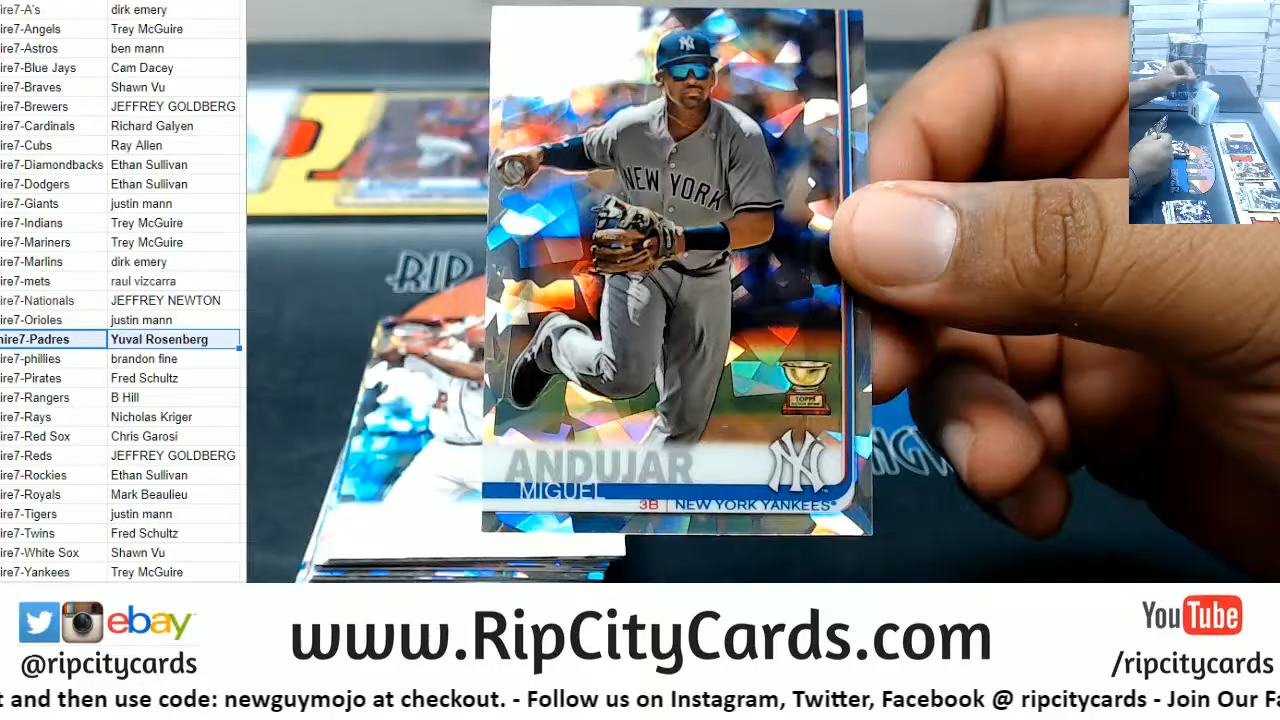 ire7-A's dirk emery
ire7-Angels Trey McGuire
ire7-Astros ben mann
ire7-Blue Jays Cam Dacey
ire7-Braves Shawn Vu
ire7-Brewers JEFFREY GOLDBERG
ire7-Cardinals Richard Galyen
ire7-Cubs Ray Allen
ire7-Diamondbacks Ethan Sullivan
ire7-Dodgers Ethan Sullivan
ire7-Giants justin mann
ire7-Indians Trey McGuire
ire7-Mariners Trey McGuire
ire7-Marlins dirk emery
ire7-mets raul vizcarra
ire7-Nationals JEFFREY NEWTON
ire7-Orioles justin mann
hire7-Padres Yuval Rosenberg
ire7-phillies brandon fine
ire7-Pirates Fred Schultz
ire7-Rangers B Hill
ire7-Rays Nicholas Kriger
ire7-Red Sox Chris Garosi
ire7-Reds JEFFREY GOLDBERG
ire7-Rockies Ethan Sullivan
ire7-Royals Mark Beaulieu
ire7-Tigers justin mann
ire7-Twins Fred Schultz
ire7-White Sox Shawn Vu
ire7-Yankees Trey McGuire
NY
NEW YORK
RIP
TOPPS
ANDUJAR
NY
MIGUEL
3B | NEW YORK YANKEES
ebay
@ripcitycards
www.RipCityCards.com
YouTube
/ripcitycards
t and then use code: newguymojo at checkout. - Follow us on Instagram, Twitter, Facebook @ ripcitycards - Join Our Fa